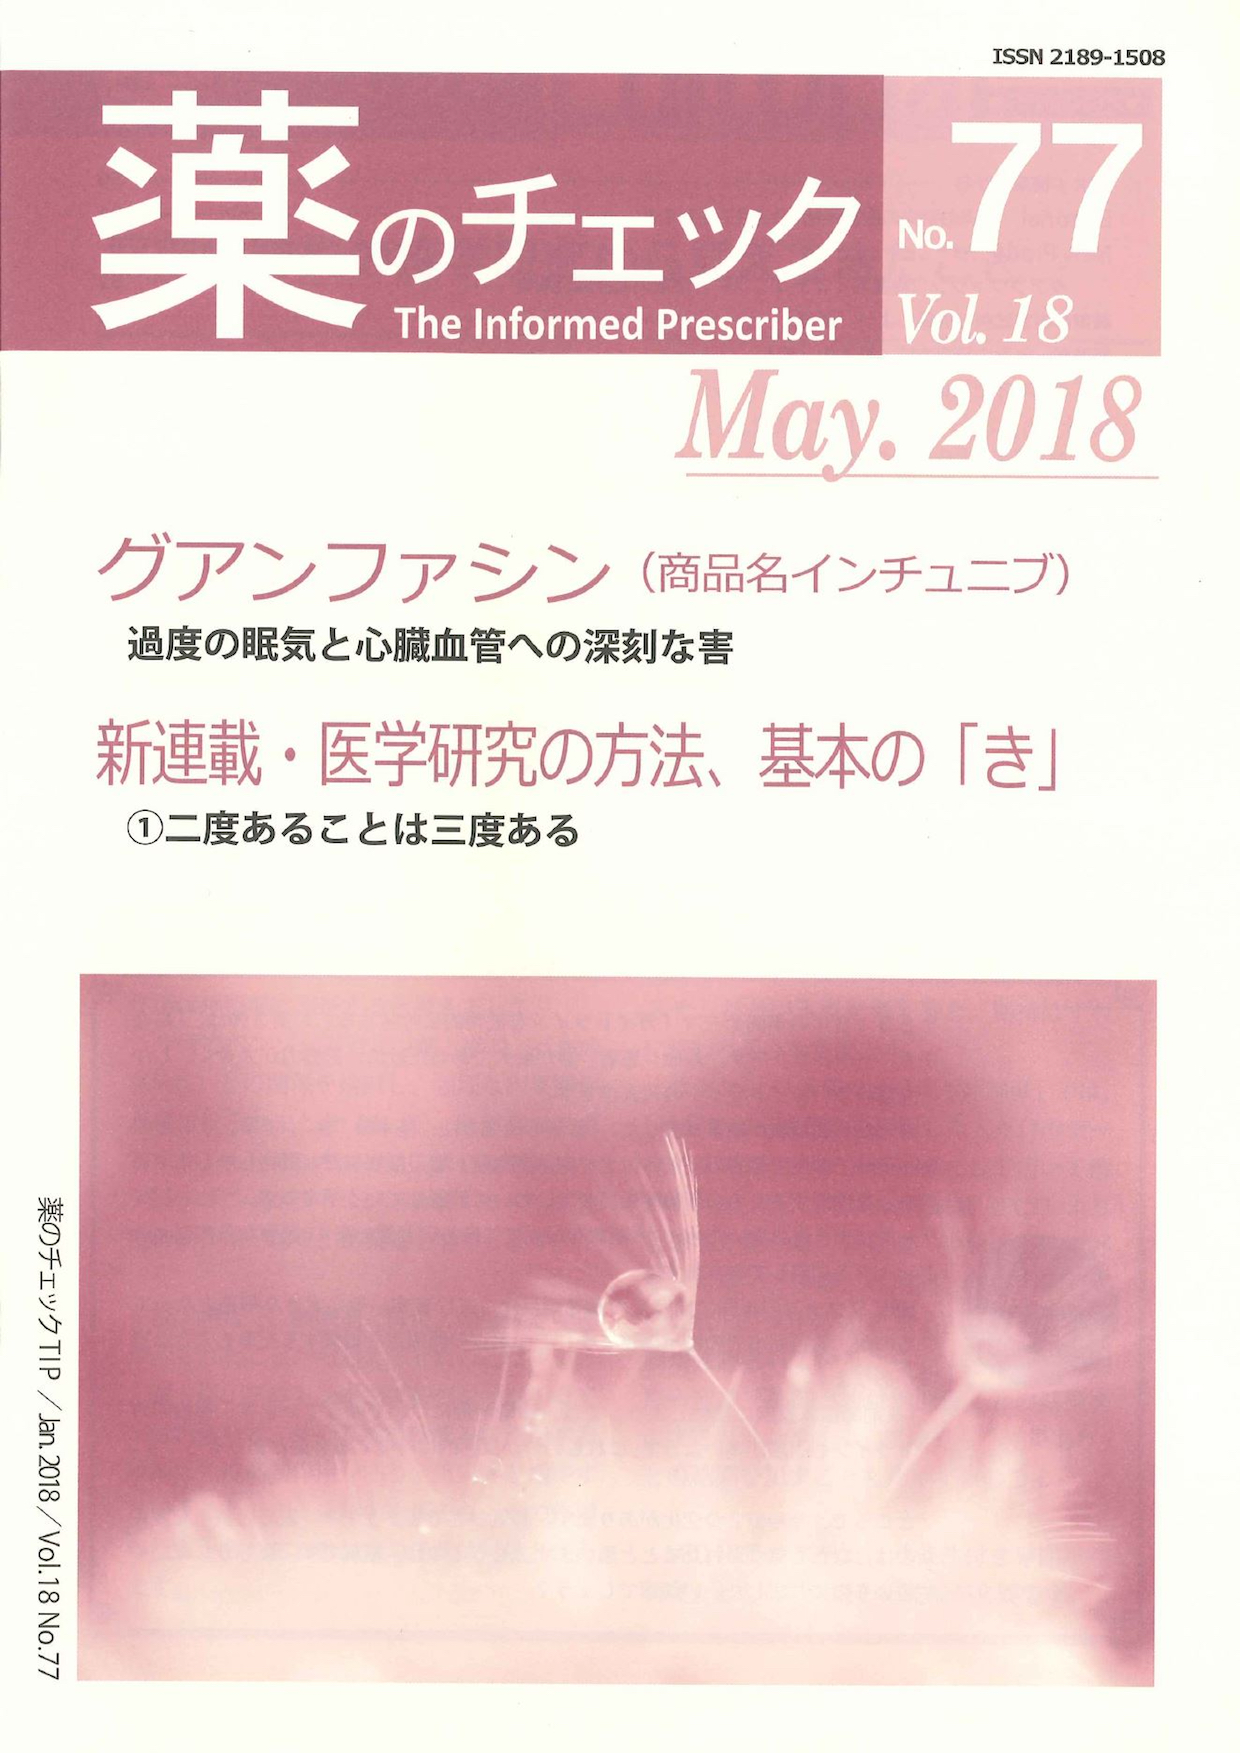 ISSN 2189-1508
薬のチェック
The Informed Prescriber
No.77
Vol. 18
May. 2018
グアンファシン（商品名インチュニブ）
過度の眠気と心臓血管への深刻な害
新連載・医学研究の方法、基本の「き」
①二度あることは三度ある
薬のチェックTIP ／Jan.2018／Vol.18 No.77